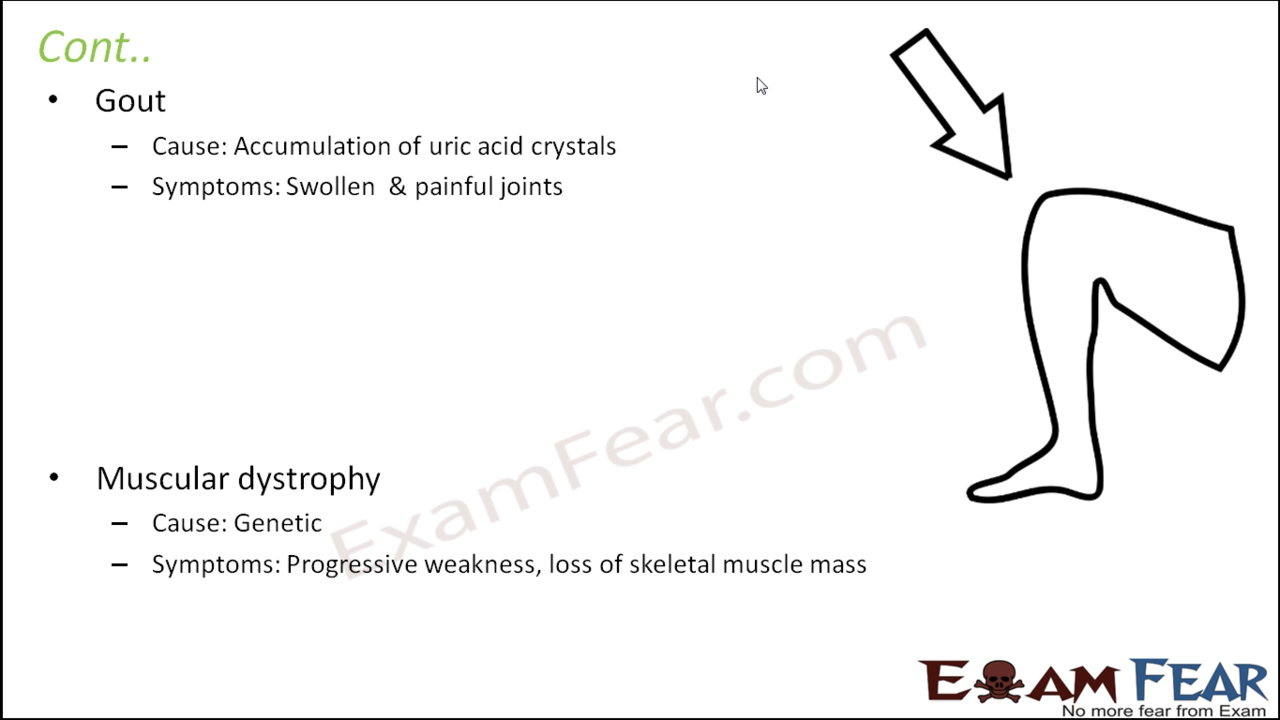 Cont..
• Gout
– Cause: Accumulation of uric acid crystals
– Symptoms: Swollen & painful joints
ExamFear.com
• Muscular dystrophy
– Cause: Genetic
– Symptoms: Progressive weakness, loss of skeletal muscle mass
EXAM FEAR
No more fear from Exam